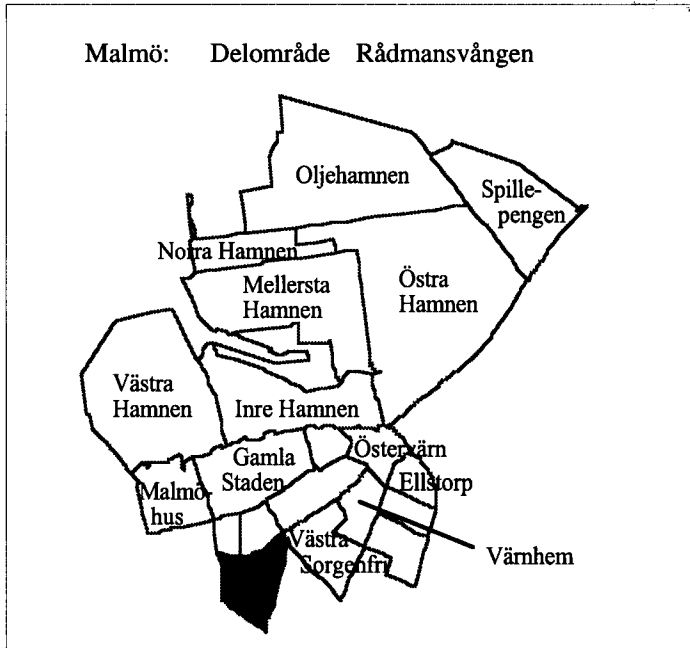 Malmö: Delområde Rådmansvången
Oljehamnen
Spille-
pengen
Norra Hamnen
Mellersta
Hamnen
Östra
Hamnen
Västra
Hamnen
Inre Hamnen
Gamla
Staden
Östervärn
Ellstorp
Malmö-
hus
Västra
Sorgenfri
Värnhem